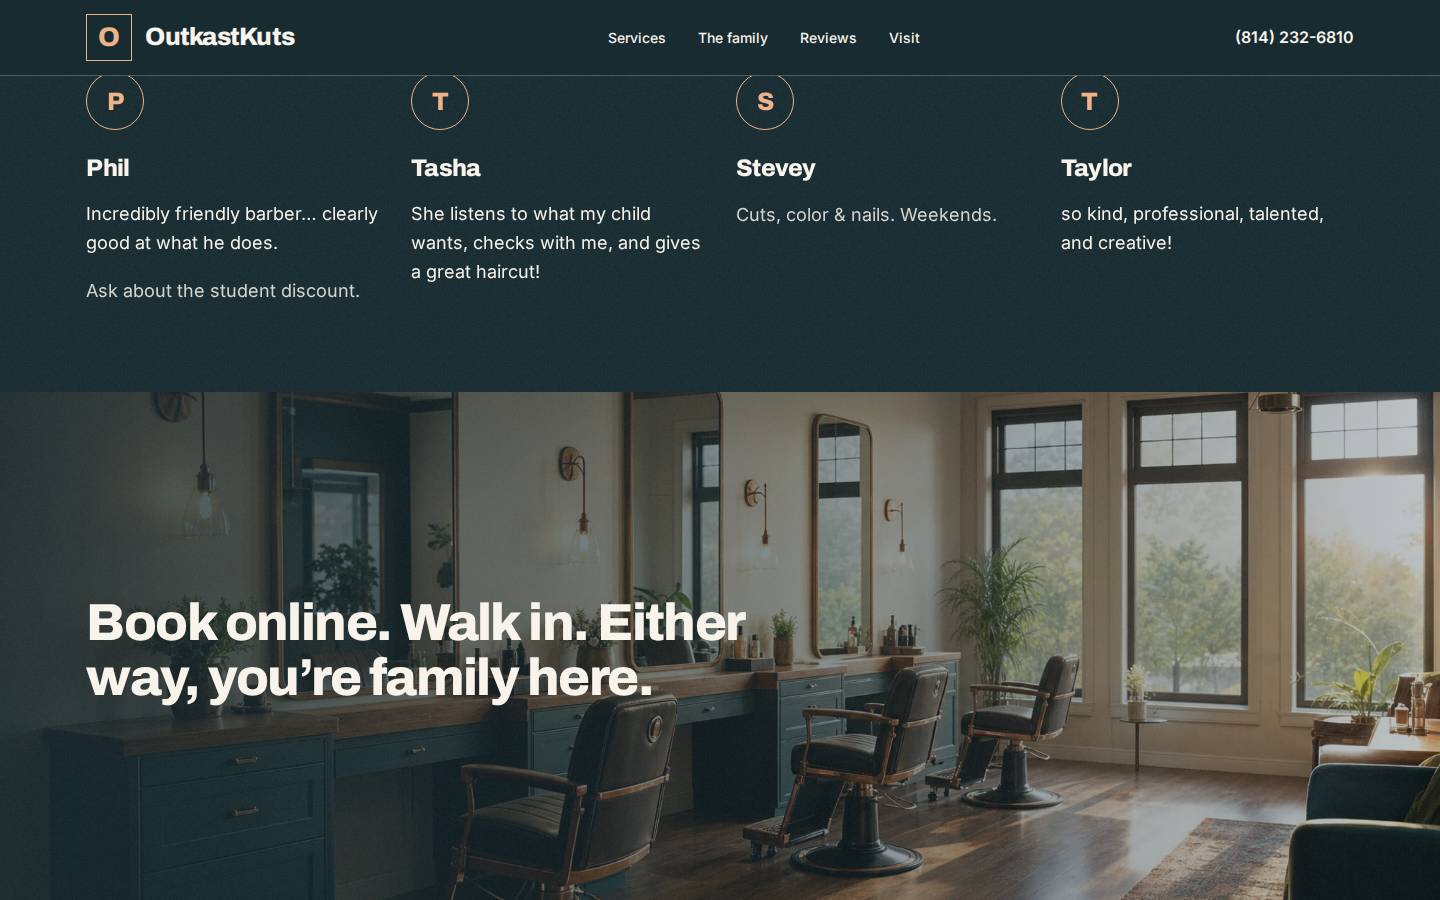 O OutkastKuts Services The family Reviews Visit (814) 232-6810
P T S T
Phil
Incredibly friendly barber... clearly
good at what he does.
Ask about the student discount.
Tasha
She listens to what my child
wants, checks with me, and gives
a great haircut!
Stevey
Cuts, color & nails. Weekends.
Taylor
so kind, professional, talented,
and creative!
Book online. Walk in. Either
way, you’re family here.